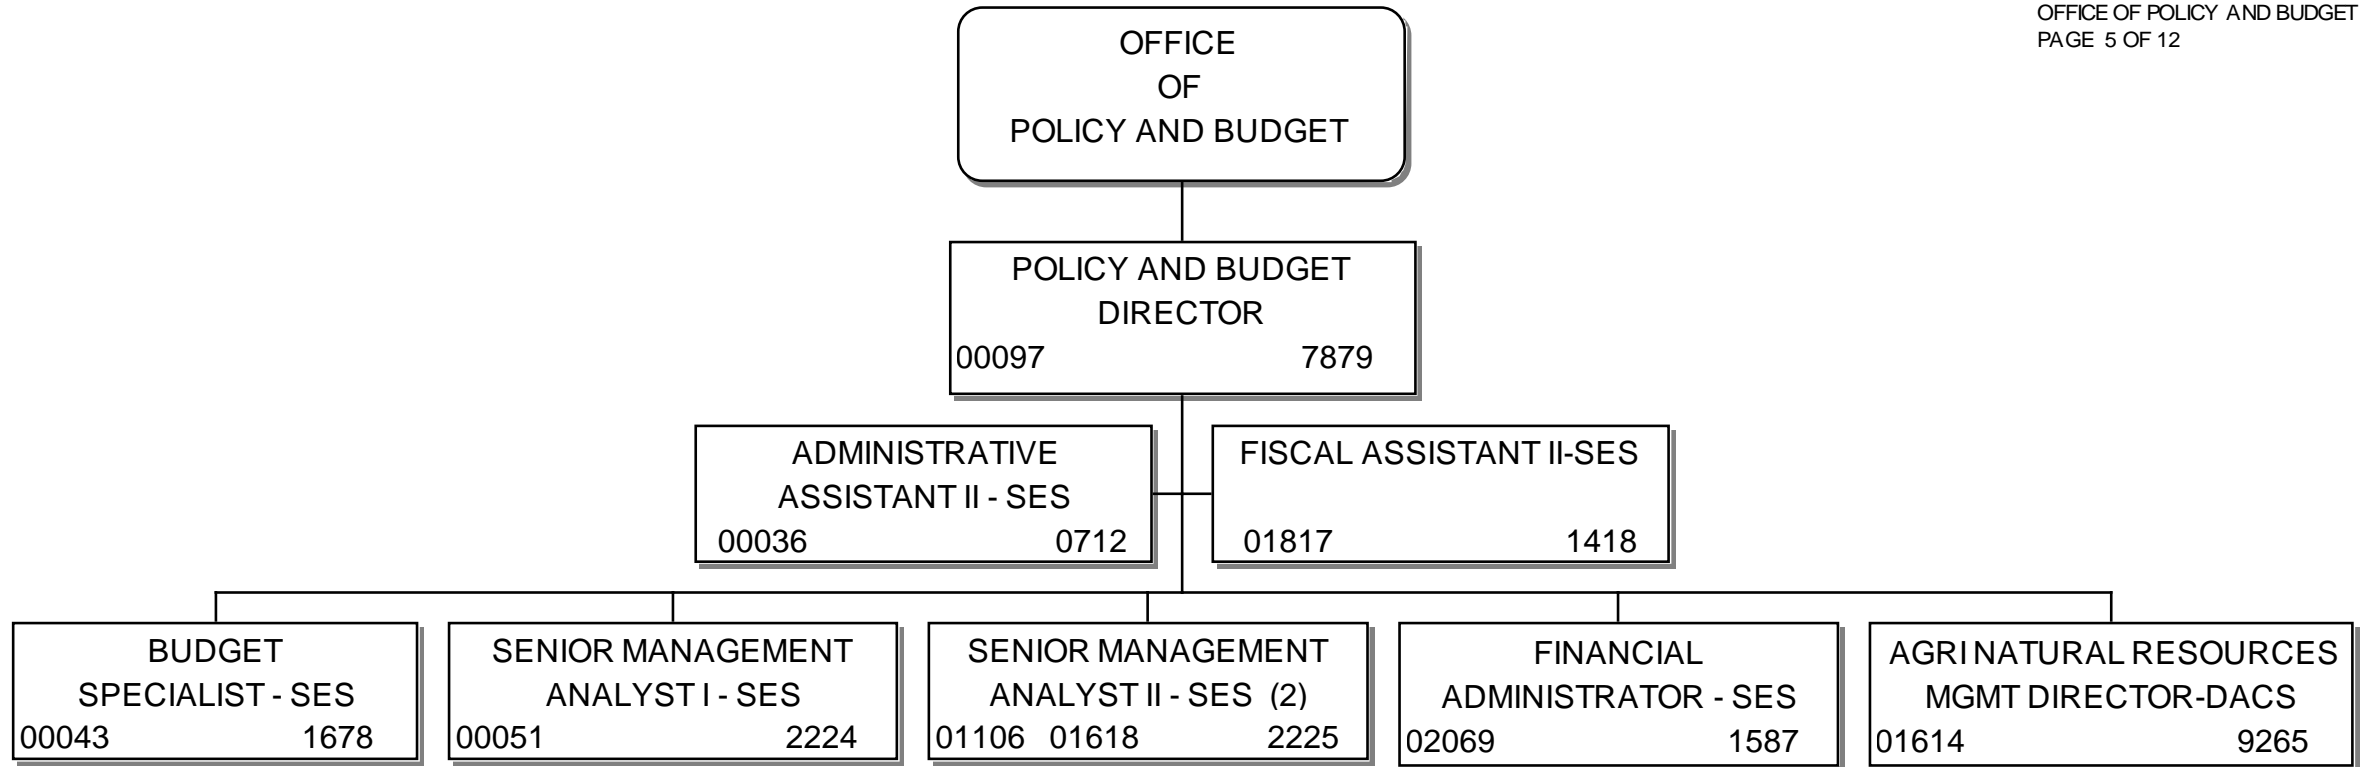 OFFICE OF POLICY AND BUDGET
PAGE 5 OF 12
OFFICE
OF
POLICY AND BUDGET
POLICY AND BUDGET
DIRECTOR
00097 7879
ADMINISTRATIVE
ASSISTANT II - SES
00036 0712
FISCAL ASSISTANT II-SES
01817 1418
BUDGET
SPECIALIST - SES
00043 1678
SENIOR MANAGEMENT
ANALYST I - SES
00051 2224
SENIOR MANAGEMENT
ANALYST II - SES (2)
01106 01618 2225
FINANCIAL
ADMINISTRATOR - SES
02069 1587
AGRI NATURAL RESOURCES
MGMT DIRECTOR-DACS
01614 9265